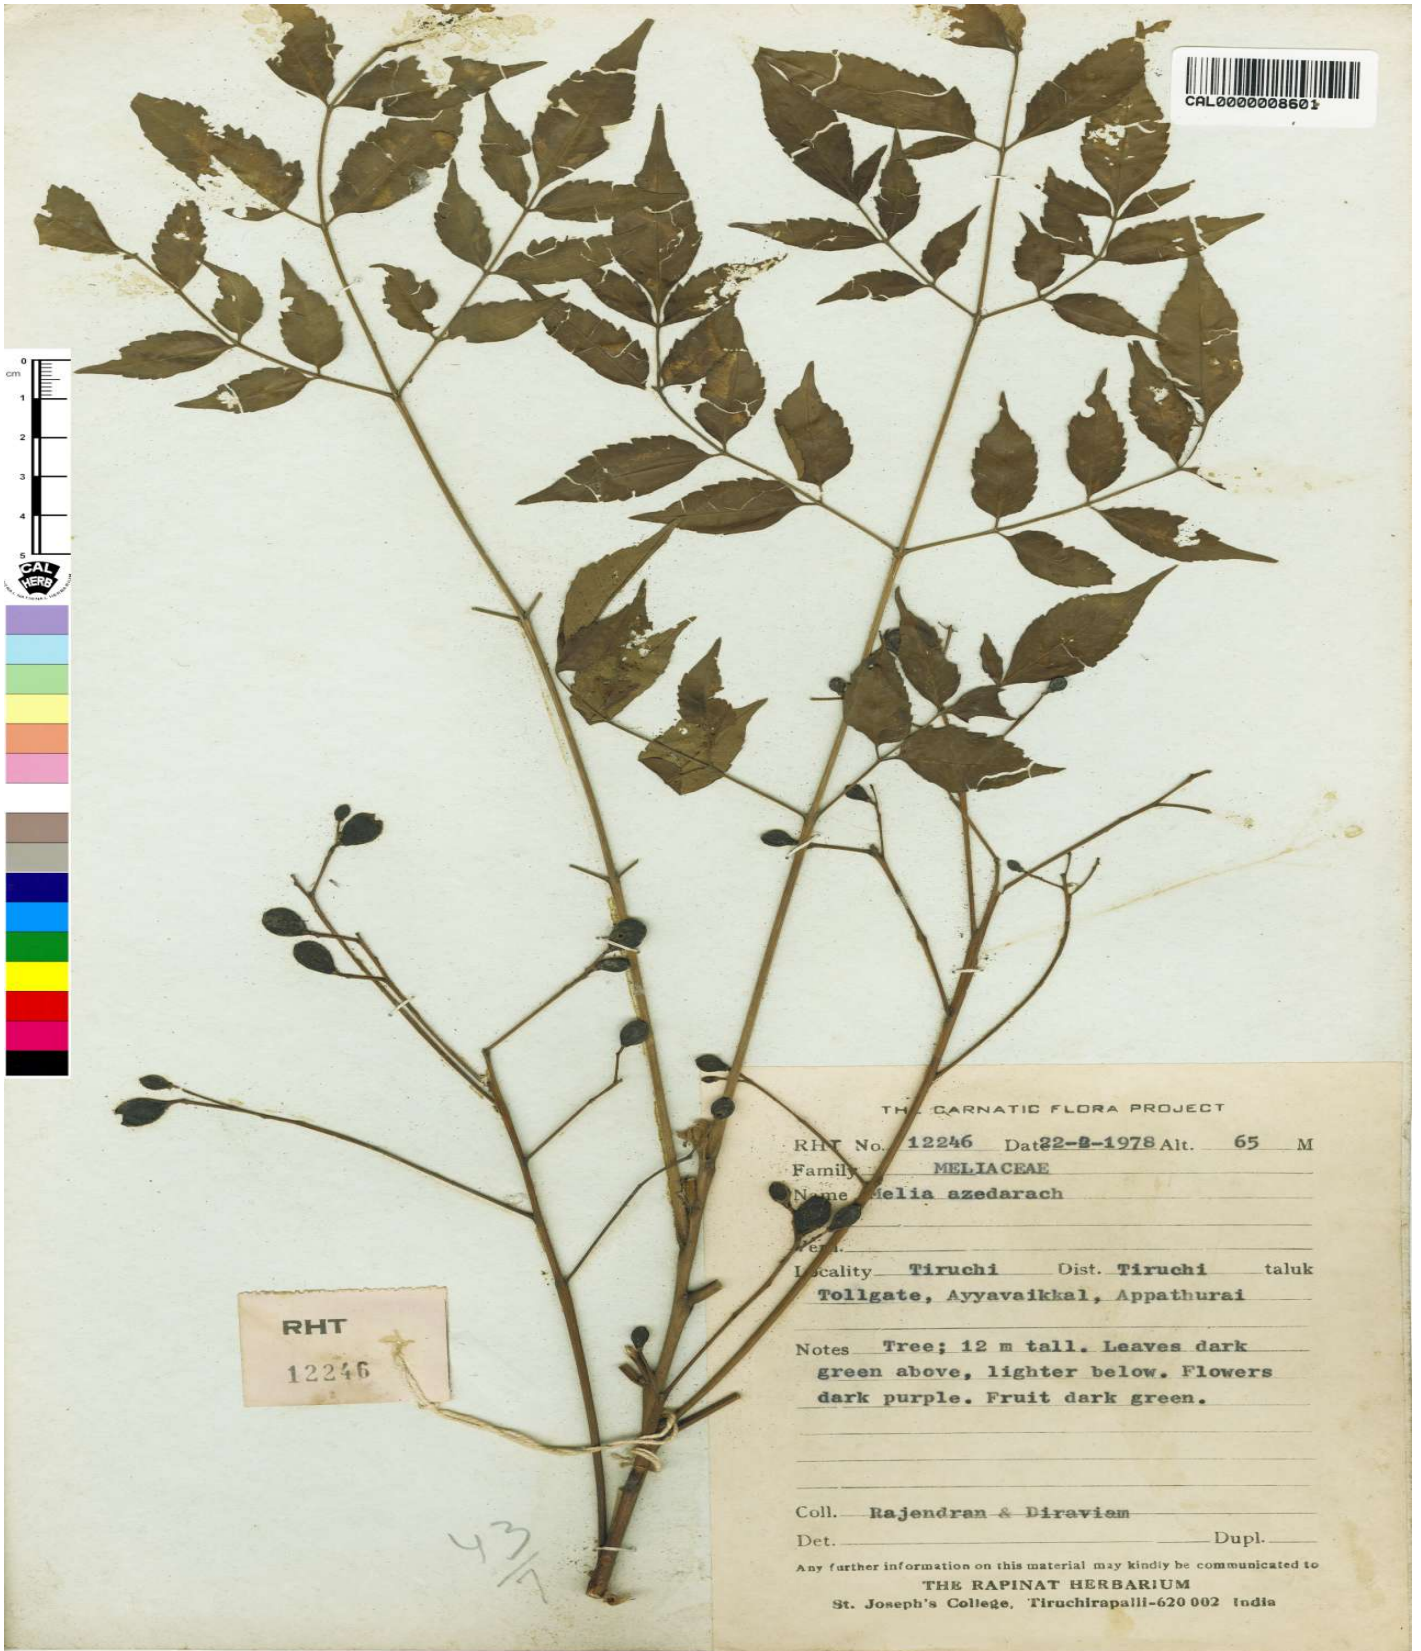 CAL0000008601
0
cm
1
2
3
4
5
CAL
HERB
THE CARNATIC FLORA PROJECT
RHT No. 12246 Date 22-2-1978 Alt. 65 M
Family MELIACEAE
Name Melia azedarach
Vern.
Locality Tiruchi Dist. Tiruchi taluk
Tollgate, Ayyavaikkal, Appathurai
Notes Tree; 12 m tall. Leaves dark
green above, lighter below. Flowers
dark purple. Fruit dark green.
Coll. Rajendran & Diraviam
Det. Dupl.
Any further information on this material may kindly be communicated to
THE RAPINAT HERBARIUM
St. Joseph's College, Tiruchirapalli-620 002 India
RHT
12246
43/7